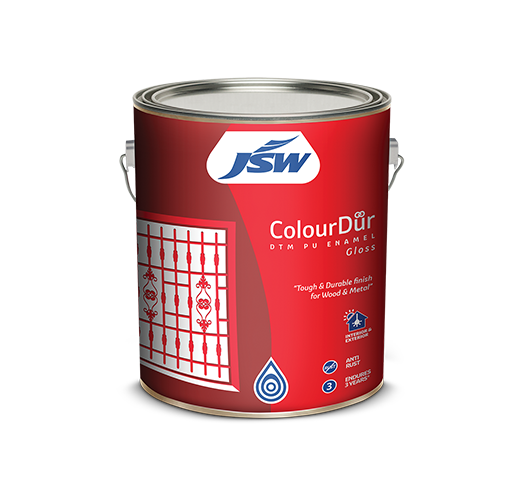 JSW
ColourDür
DTM PU ENAMEL
Gloss
"Tough & Durable finish
for Wood & Metal"
INTERIOR &
EXTERIOR
ANTI
RUST
3
ENDURES
3 YEARS*